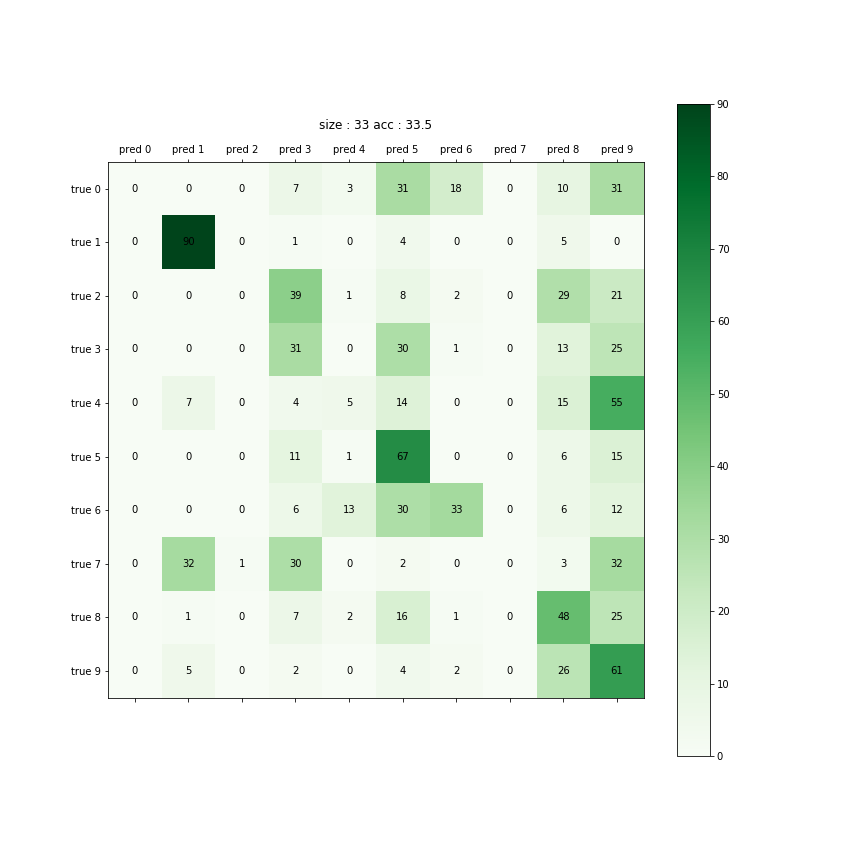 size : 33 acc : 33.5
pred 0 pred 1 pred 2 pred 3 pred 4 pred 5 pred 6 pred 7 pred 8 pred 9
true 0 0 0 0 7 3 31 18 0 10 31
true 1 0 90 0 1 0 4 0 0 5 0
true 2 0 0 0 39 1 8 2 0 29 21
true 3 0 0 0 31 0 30 1 0 13 25
true 4 0 7 0 4 5 14 0 0 15 55
true 5 0 0 0 11 1 67 0 0 6 15
true 6 0 0 0 6 13 30 33 0 6 12
true 7 0 32 1 30 0 2 0 0 3 32
true 8 0 1 0 7 2 16 1 0 48 25
true 9 0 5 0 2 0 4 2 0 26 61
90
80
70
60
50
40
30
20
10
0